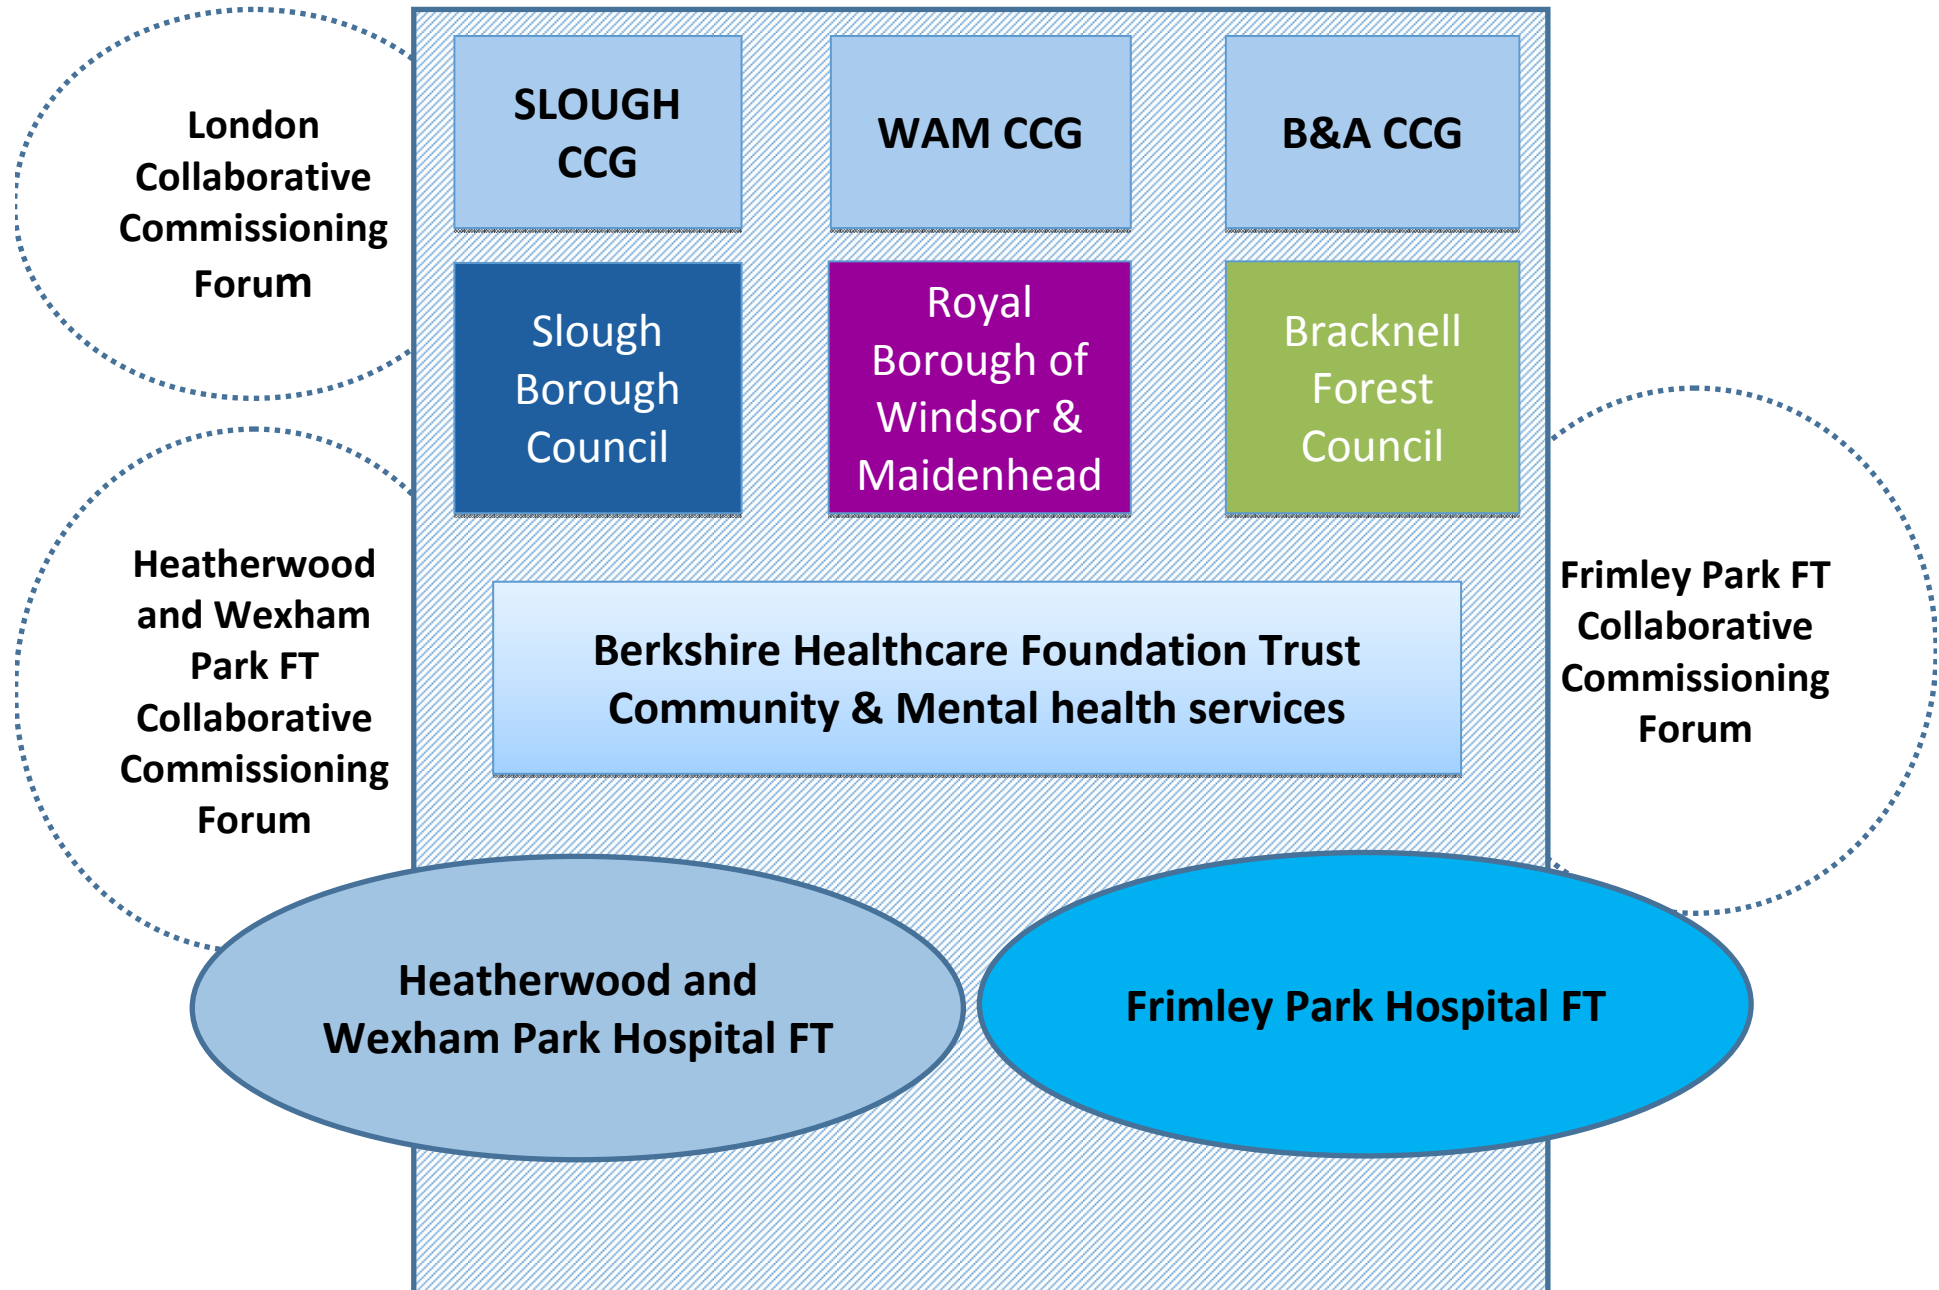 London
Collaborative
Commissioning
Forum
SLOUGH
CCG
WAM CCG
B&A CCG
Slough
Borough
Council
Royal
Borough of
Windsor &
Maidenhead
Bracknell
Forest
Council
Heatherwood
and Wexham
Park FT
Collaborative
Commissioning
Forum
Berkshire Healthcare Foundation Trust
Community & Mental health services
Frimley Park FT
Collaborative
Commissioning
Forum
Heatherwood and
Wexham Park Hospital FT
Frimley Park Hospital FT